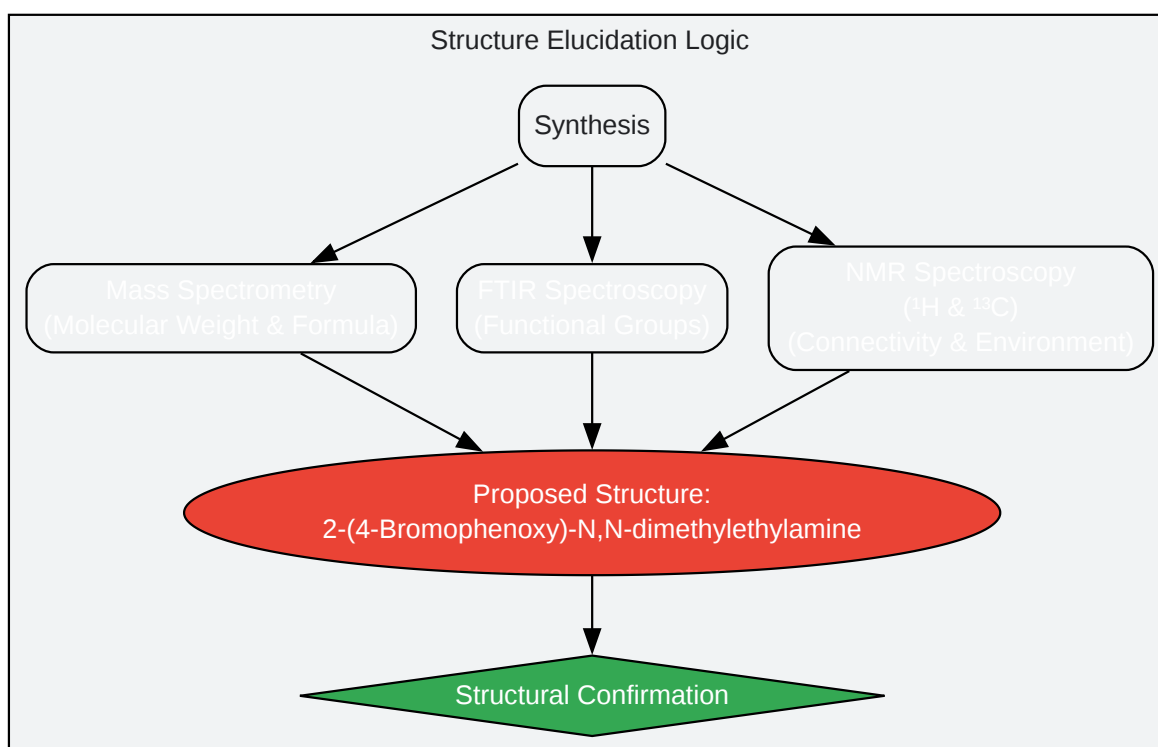 Structure Elucidation Logic
Synthesis
Mass Spectrometry
(Molecular Weight & Formula)
FTIR Spectroscopy
(Functional Groups)
NMR Spectroscopy
(¹H & ¹³C)
(Connectivity & Environment)
Proposed Structure:
2-(4-Bromophenoxy)-N,N-dimethylethylamine
Structural Confirmation